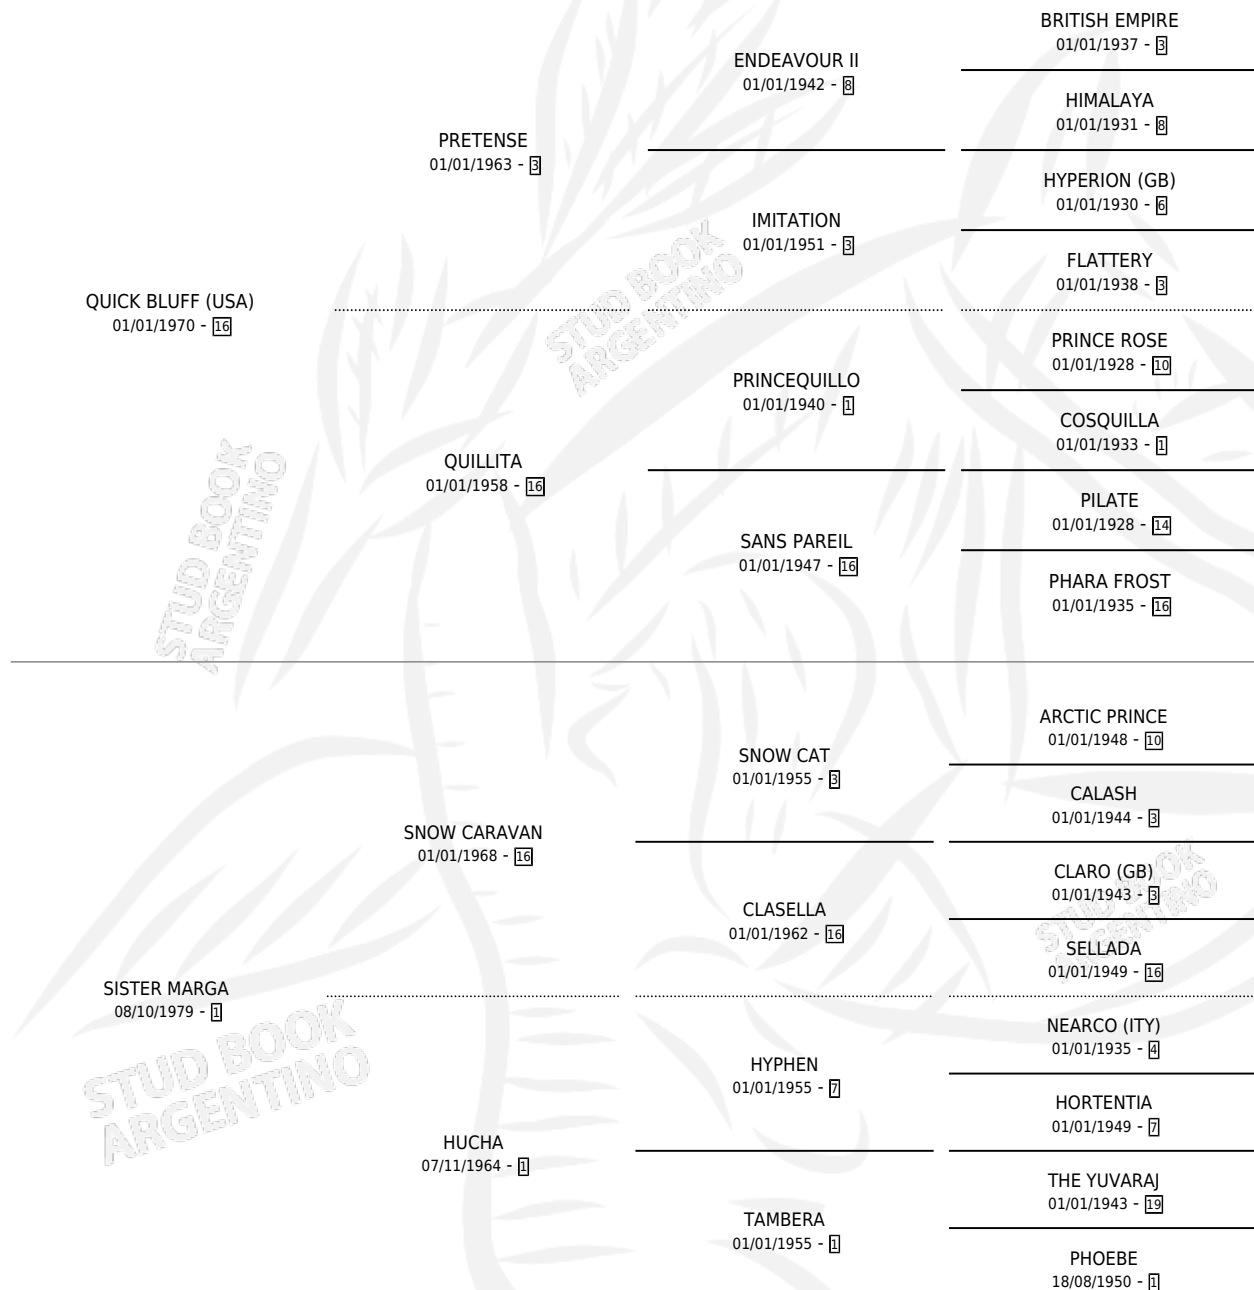 BRITISH EMPIRE
01/01/1937 - 3
ENDEAVOUR II
01/01/1942 - 8
HIMALAYA
01/01/1931 - 8
PRETENSE
01/01/1963 - 3
HYPERION (GB)
01/01/1930 - 6
IMITATION
01/01/1951 - 3
FLATTERY
01/01/1938 - 3
QUICK BLUFF (USA)
01/01/1970 - 16
PRINCE ROSE
01/01/1928 - 10
PRINCEQUILLO
01/01/1940 - 1
COSQUILLA
01/01/1933 - 1
QUILLITA
01/01/1958 - 16
PILATE
01/01/1928 - 14
SANS PAREIL
01/01/1947 - 16
PHARA FROST
01/01/1935 - 16
ARCTIC PRINCE
01/01/1948 - 10
SNOW CAT
01/01/1955 - 3
CALASH
01/01/1944 - 3
SNOW CARAVAN
01/01/1968 - 16
CLARO (GB)
01/01/1943 - 3
CLASELLA
01/01/1962 - 16
SELLADA
01/01/1949 - 16
SISTER MARGA
08/10/1979 - 1
NEARCO (ITY)
01/01/1935 - 4
HYPHEN
01/01/1955 - 7
HORTENTIA
01/01/1949 - 7
HUCHA
07/11/1964 - 1
THE YUVARAJ
01/01/1943 - 19
TAMBERA
01/01/1955 - 1
PHOEBE
18/08/1950 - 1
STUD BOOK
ARGENTINO
STUD BOOK
ARGENTINO
STUD BOOK
ARGENTINO
STUD BOOK
ARGENTINO